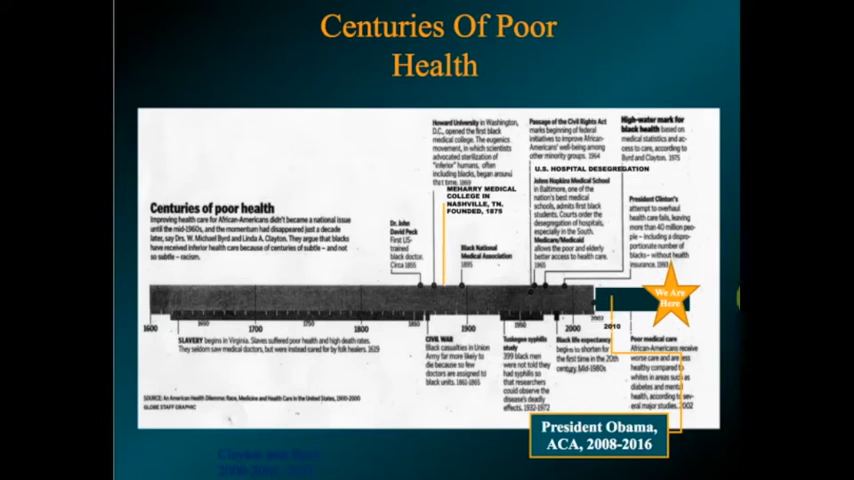 Centuries Of Poor
Health
Howard University in Washington,
D.C., opened the first black
medical college. The eugenics
movement, in which scientists
advocated sterilization of
"inferior" humans, often
including blacks, began around
that time. 1869
MEHARRY MEDICAL
COLLEGE IN
NASHVILLE, TN.
FOUNDED, 1875
Passage of the Civil Rights Act
marks beginning of federal
initiatives to improve African-
Americans' well-being among
other minority groups. 1964
High-water mark for
black health based on
medical statistics and ac-
cess to care, according to
Byrd and Clayton. 1975
U.S. HOSPITAL DESEGREGATION
Johns Hopkins Medical School
in Baltimore, one of the
nation's best medical
schools, admits first black
students. Courts order the
desegregation of hospitals,
especially in the South.
Medicare/Medicaid
allows the poor and elderly
better access to health care.
1965
President Clinton's
attempt to overhaul
health care fails, leaving
more than 40 million peo-
ple - including a dispro-
portionate number of
blacks - without health
insurance. 1993
Centuries of poor health
Improving health care for African-Americans didn't became a national issue
until the mid-1960s, and the momentum had disappeared just a decade
later, say Drs. W. Michael Byrd and Linda A. Clayton. They argue that blacks
have received inferior health care because of centuries of subtle - and not
so subtle - racism.
Dr. John
David Peck
First US-
trained
black doctor.
Circa 1855
Black National
Medical Association
1895
We Are
Here
1600
1650
1700
1800
1900
1950
2000
2010
SLAVERY begins in Virginia. Slaves suffered poor health and high death rates.
They seldom saw medical doctors, but were instead cared for by folk healers. 1619
CIVIL WAR
Black casualties in Union
Army far more likely to
die because so few
doctors are assigned to
black units. 1861-1865
Tuskegee syphilis
study
399 black men
were not told they
had syphilis so
that researchers
could observe the
disease's deadly
effects. 1932-1972
Black life expectancy
begins to shorten for
the first time in the 20th
century. Mid-1980s
Poor medical care
African-Americans receive
worse care and are less
healthy compared to
whites in areas such as
diabetes and mental
health, according to sev-
eral major studies. 2002
SOURCE: An American Health Dilemma: Race, Medicine and Health Care in the United States, 1900-2000
GLOBE STAFF GRAPHIC
President Obama,
ACA, 2008-2016